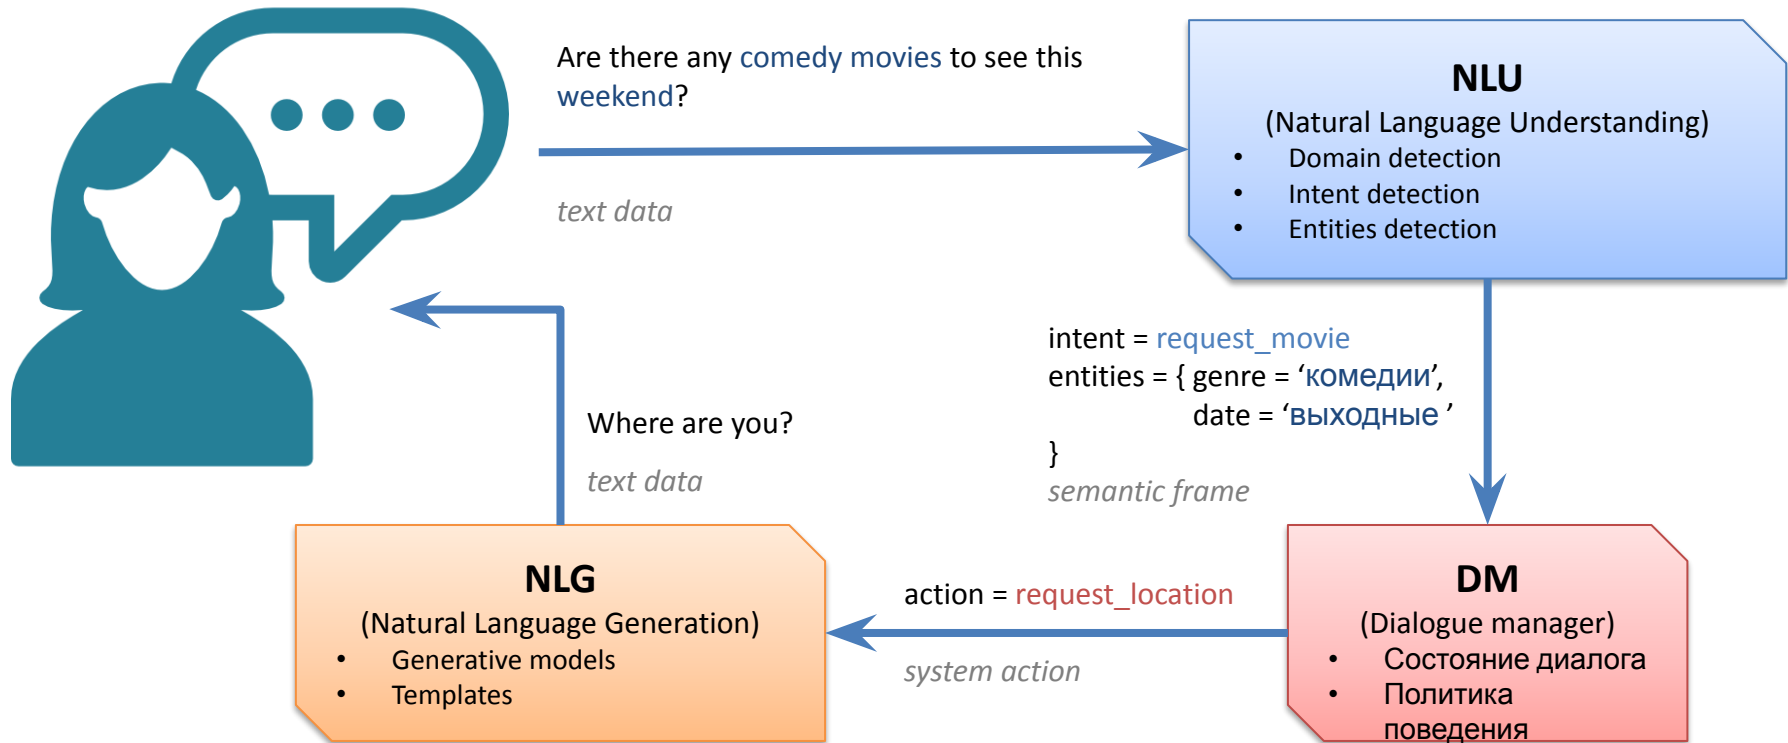 Are there any comedy movies to see this
weekend?
text data
NLU
(Natural Language Understanding)
• Domain detection
• Intent detection
• Entities detection
intent = request_movie
entities = { genre = ‘комедии’,
date = ‘выходные ’
}
semantic frame
Where are you?
text data
NLG
(Natural Language Generation)
• Generative models
• Templates
action = request_location
system action
DM
(Dialogue manager)
• Состояние диалога
• Политика
поведения